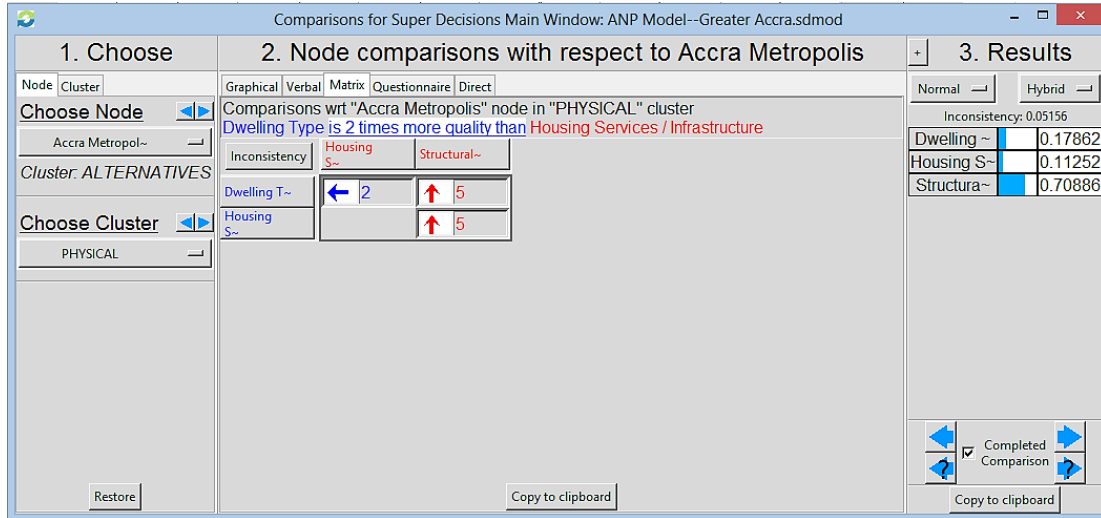 Comparisons for Super Decisions Main Window: ANP Model--Greater Accra.sdmod
1. Choose
Node Cluster
Choose Node
Accra Metropol~
Cluster: ALTERNATIVES
Choose Cluster
PHYSICAL
Restore
2. Node comparisons with respect to Accra Metropolis
Graphical Verbal Matrix Questionnaire Direct
Comparisons wrt "Accra Metropolis" node in "PHYSICAL" cluster
Dwelling Type is 2 times more quality than Housing Services / Infrastructure
Inconsistency Housing S~ Structural~
Dwelling T~ 2 5
Housing S~ 5
Copy to clipboard
+ 3. Results
Normal Hybrid
Inconsistency: 0.05156
Dwelling ~ 0.17862
Housing S~ 0.11252
Structura~ 0.70886
Completed
Comparison
? ?
Copy to clipboard